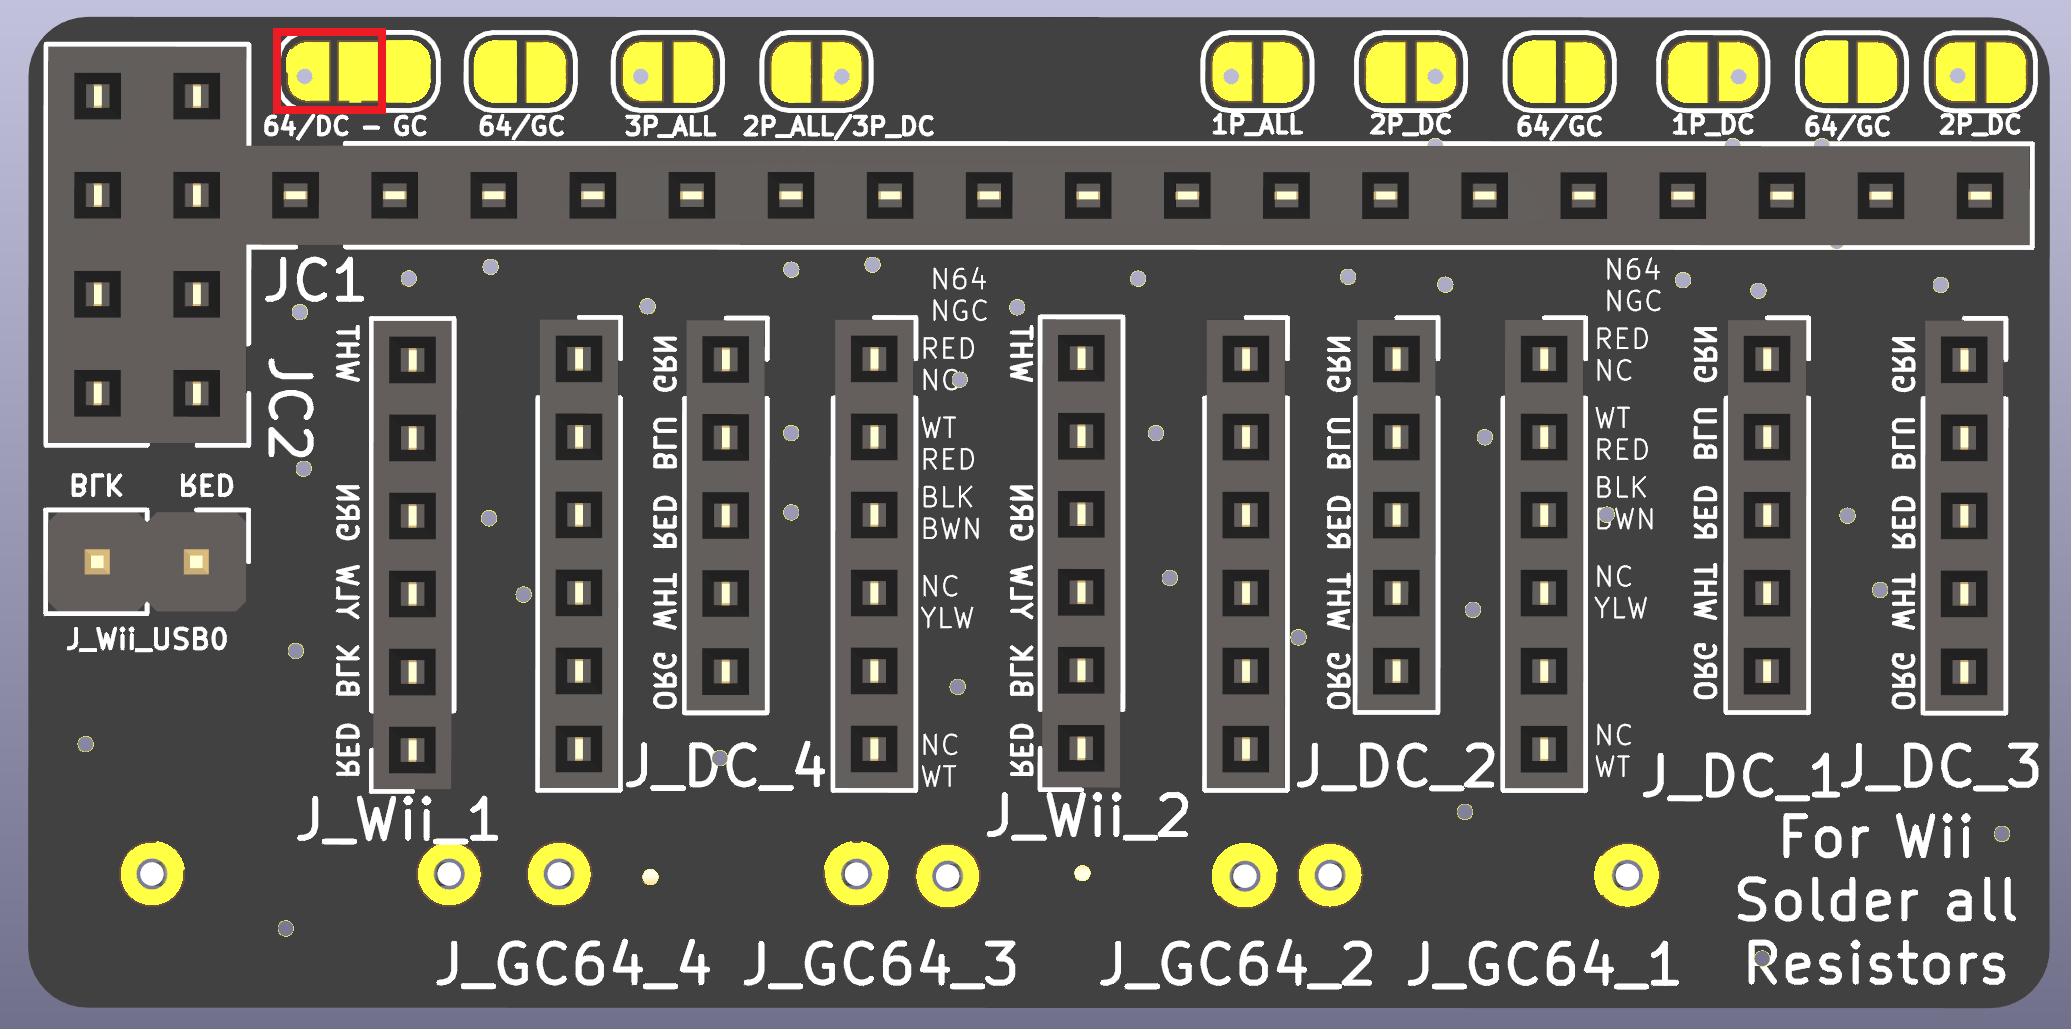 64/DC - GC
64/GC
3P_ALL
2P_ALL/3P_DC
1P_ALL
2P_DC
64/GC
1P_DC
64/GC
2P_DC
JC1
JC2
BLK
RED
J_Wii_USB0
WHT
GRN
YLW
BLK
RED
J_Wii_1
GRN
BLU
RED
WHT
ORG
J_DC_4
N64
NGC
RED
NC
WT
RED
BLK
BWN
NC
YLW
NC
WT
WHT
GRN
YLW
BLK
RED
J_Wii_2
GRN
BLU
RED
WHT
ORG
J_DC_2
N64
NGC
RED
NC
WT
RED
BLK
BWN
NC
YLW
NC
WT
GRN
BLU
RED
WHT
ORG
J_DC_1
GRN
BLU
RED
WHT
ORG
J_DC_3
J_GC64_4
J_GC64_3
J_GC64_2
J_GC64_1
For Wii
Solder all
Resistors